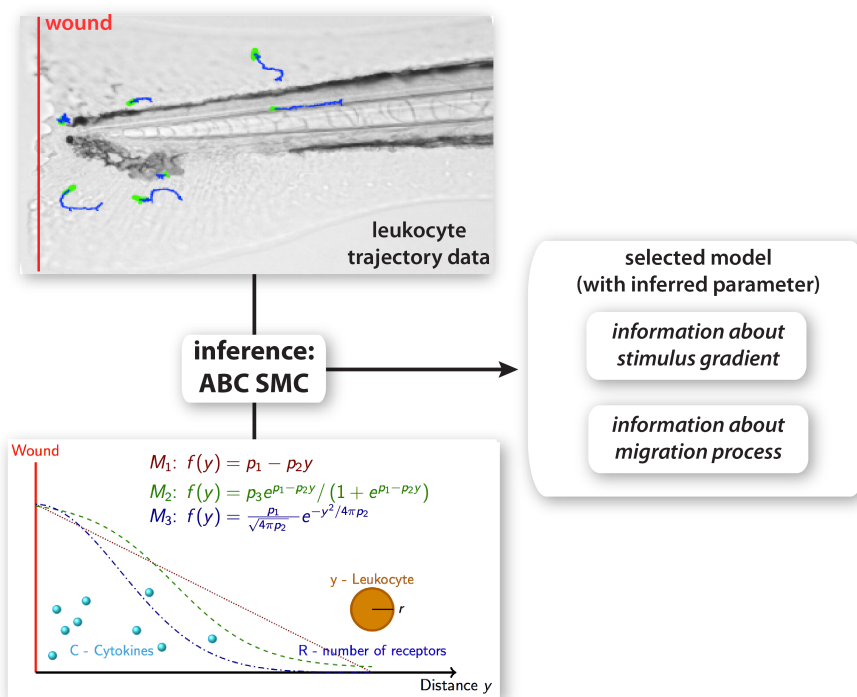 wound
leukocyte
trajectory data
inference:
ABC SMC
selected model
(with inferred parameter)
information about
stimulus gradient
information about
migration process
Wound
M₁: f(y) = p₁ − p₂y
M₂: f(y) = p₃e^{p₁−p₂y}/(1 + e^{p₁−p₂y})
M₃: f(y) = \frac{p₁}{\sqrt{4πp₂}} e^{−y²/4πp₂}
y - Leukocyte
r
C - Cytokines
R - number of receptors
Distance y